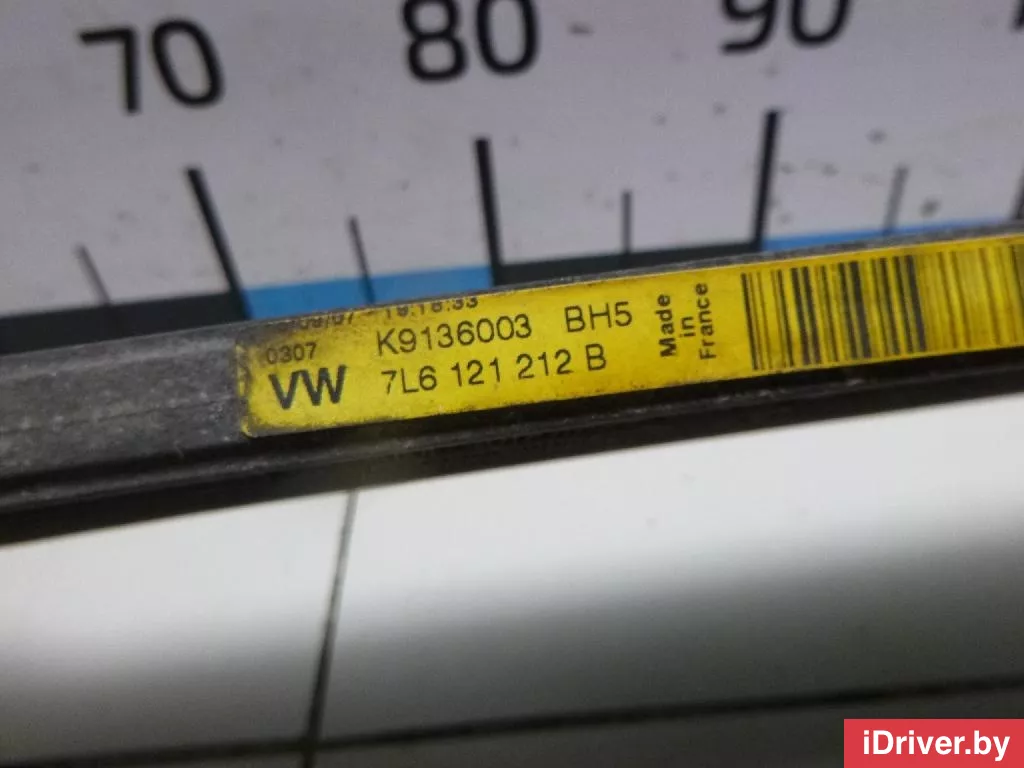 70 80 90
19:18:33
0307 K9136003 BH5
VW 7L6 121 212 B
Made
in
France
iDriver.by